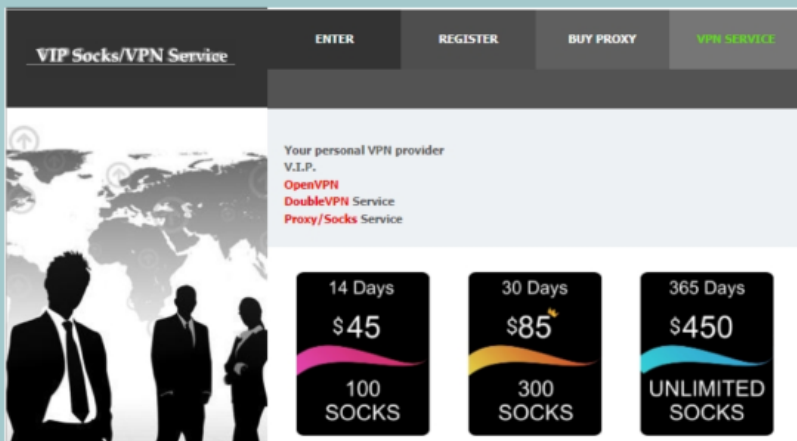 VIP Socks/VPN Service
ENTER
REGISTER
BUY PROXY
VPN SERVICE
Your personal VPN provider
V.I.P.
OpenVPN
DoubleVPN Service
Proxy/Socks Service
14 Days
$45
100
SOCKS
30 Days
$85
300
SOCKS
365 Days
$450
UNLIMITED
SOCKS